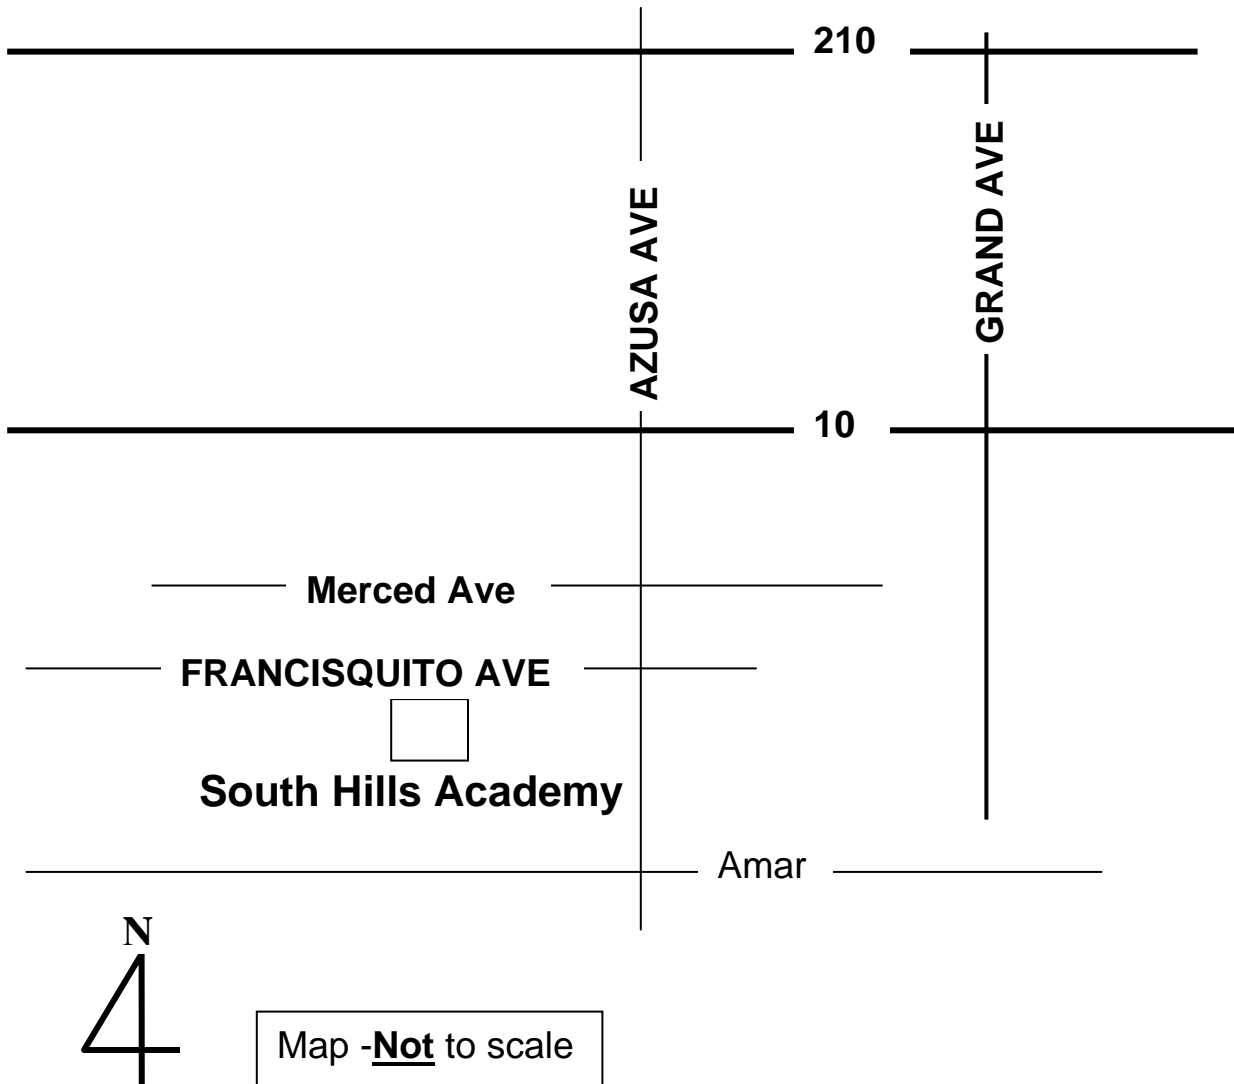 210
GRAND AVE
AZUSA AVE
10
Merced Ave
FRANCISQUITO AVE
South Hills Academy
Amar
N
Map -Not to scale